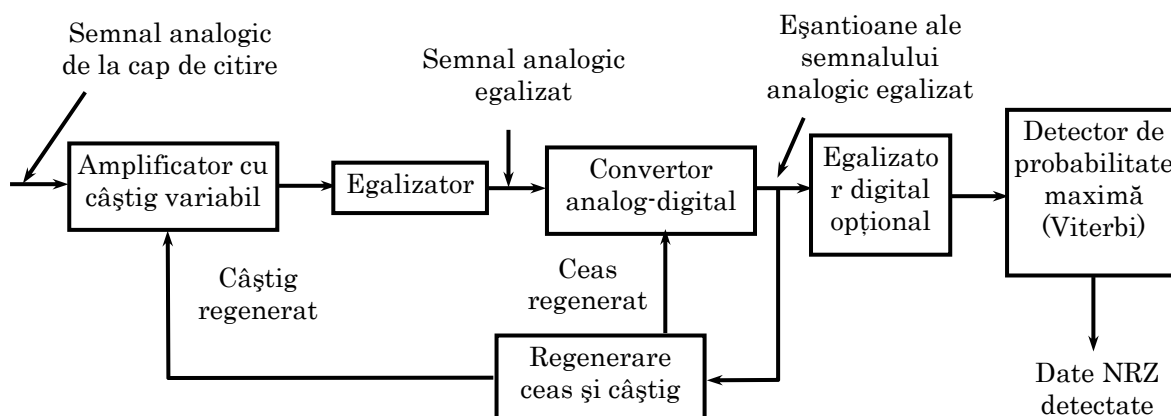 Semnal analogic
de la cap de citire
Semnal analogic
egalizat
Eşantioane ale
semnalului
analogic egalizat
Amplificator cu
câştig variabil
Egalizator
Convertor
analog-digital
Egalizato
r digital
opțional
Detector de
probabilitate
maximă
(Viterbi)
Câştig
regenerat
Ceas
regenerat
Regenerare
ceas şi câştig
Date NRZ
detectate